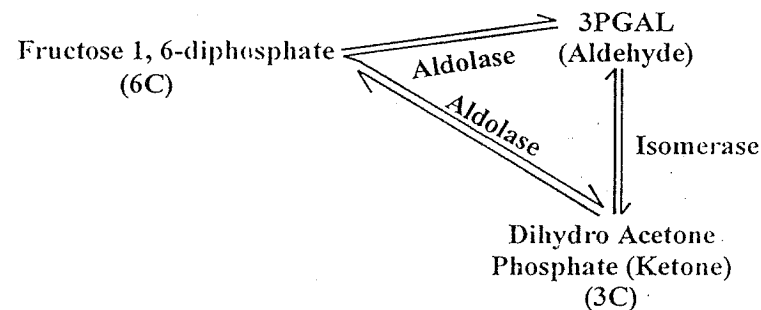 3PGAL
(Aldehyde)
Fructose 1, 6-diphosphate
(6C)
Aldolase
Aldolase
Isomerase
Dihydro Acetone
Phosphate (Ketone)
(3C)